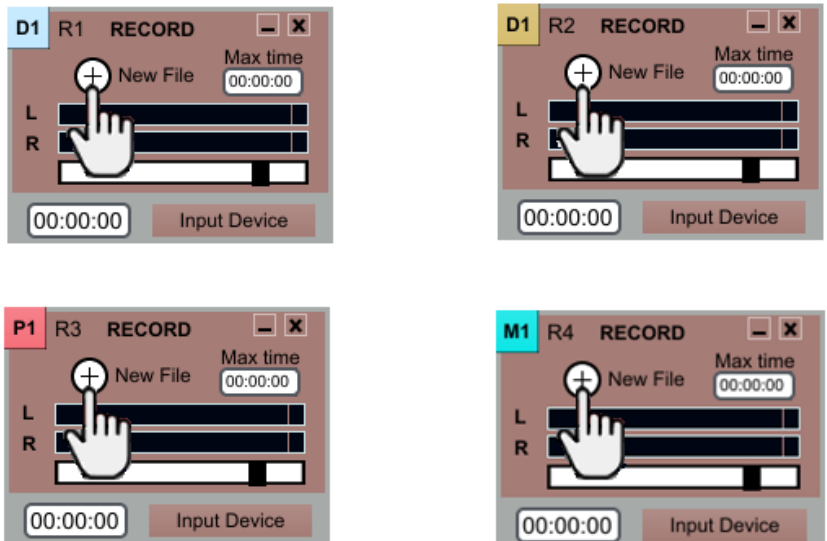 D1 R1 RECORD
Max time
New File 00:00:00
L
R
00:00:00 Input Device
D1 R2 RECORD
Max time
New File 00:00:00
L
R
00:00:00 Input Device
P1 R3 RECORD
Max time
New File 00:00:00
L
R
00:00:00 Input Device
M1 R4 RECORD
Max time
New File 00:00:00
L
R
00:00:00 Input Device